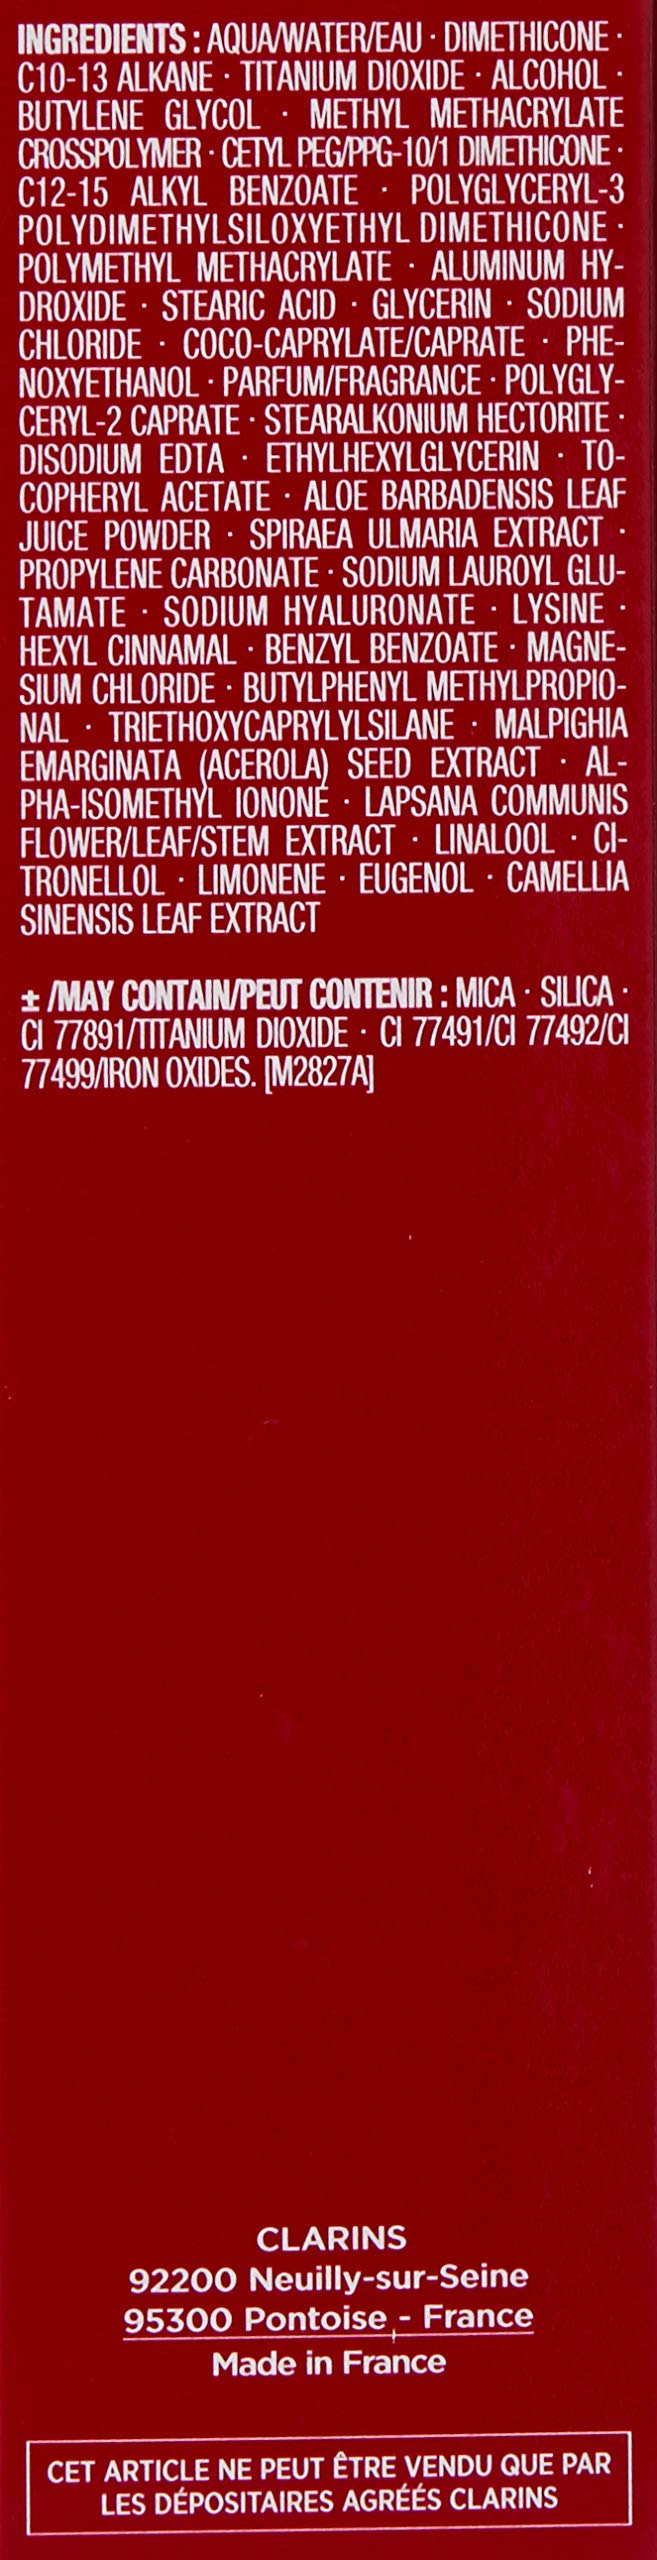 INGREDIENTS : AQUA/WATER/EAU · DIMETHICONE ·
C10-13 ALKANE · TITANIUM DIOXIDE · ALCOHOL ·
BUTYLENE GLYCOL · METHYL METHACRYLATE
CROSSPOLYMER · CETYL PEG/PPG-10/1 DIMETHICONE ·
C12-15 ALKYL BENZOATE · POLYGLYCERYL-3
POLYDIMETHYLSILOXYETHYL DIMETHICONE ·
POLYMETHYL METHACRYLATE · ALUMINUM HY-
DROXIDE · STEARIC ACID · GLYCERIN · SODIUM
CHLORIDE · COCO-CAPRYLATE/CAPRATE · PHE-
NOXYETHANOL · PARFUM/FRAGRANCE · POLYGLY-
CERYL-2 CAPRATE · STEARALKONIUM HECTORITE ·
DISODIUM EDTA · ETHYLHEXYLGLYCERIN · TO-
COPHERYL ACETATE · ALOE BARBADENSIS LEAF
JUICE POWDER · SPIRAEA ULMARIA EXTRACT ·
PROPYLENE CARBONATE · SODIUM LAUROYL GLU-
TAMATE · SODIUM HYALURONATE · LYSINE ·
HEXYL CINNAMAL · BENZYL BENZOATE · MAGNE-
SIUM CHLORIDE · BUTYLPHENYL METHYLPROPIO-
NAL · TRIETHOXYCAPRYLYLSILANE · MALPIGHIA
EMARGINATA (ACEROLA) SEED EXTRACT · AL-
PHA-ISOMETHYL IONONE · LAPSANA COMMUNIS
FLOWER/LEAF/STEM EXTRACT · LINALOOL · CI-
TRONELLOL · LIMONENE · EUGENOL · CAMELLIA
SINENSIS LEAF EXTRACT
± /MAY CONTAIN/PEUT CONTENIR : MICA · SILICA ·
CI 77891/TITANIUM DIOXIDE · CI 77491/CI 77492/CI
77499/IRON OXIDES. [M2827A]
CLARINS
92200 Neuilly-sur-Seine
95300 Pontoise - France
Made in France
CET ARTICLE NE PEUT ÊTRE VENDU QUE PAR
LES DÉPOSITAIRES AGRÉÉS CLARINS